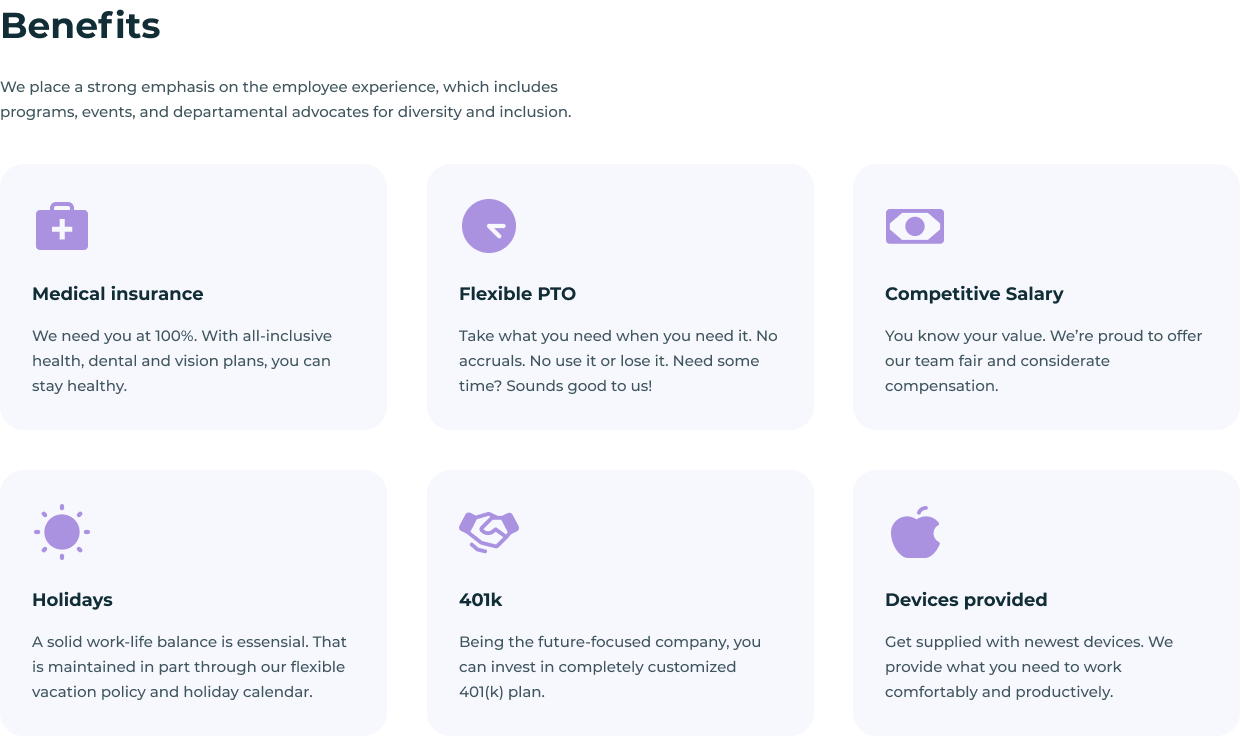 Benefits
We place a strong emphasis on the employee experience, which includes
programs, events, and departamental advocates for diversity and inclusion.
Medical insurance
We need you at 100%. With all-inclusive
health, dental and vision plans, you can
stay healthy.
Flexible PTO
Take what you need when you need it. No
accruals. No use it or lose it. Need some
time? Sounds good to us!
Competitive Salary
You know your value. We’re proud to offer
our team fair and considerate
compensation.
Holidays
A solid work-life balance is essensial. That
is maintained in part through our flexible
vacation policy and holiday calendar.
401k
Being the future-focused company, you
can invest in completely customized
401(k) plan.
Devices provided
Get supplied with newest devices. We
provide what you need to work
comfortably and productively.